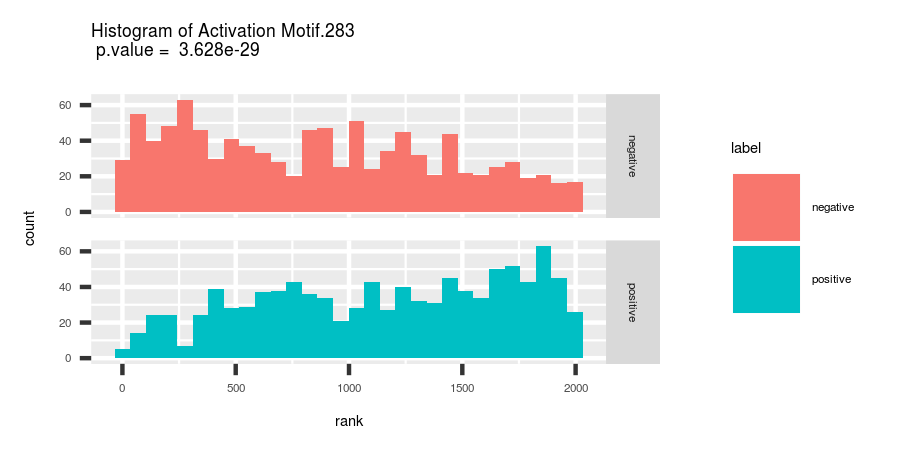 Histogram of Activation Motif.283
p.value = 3.628e-29
count
60
40
20
0
negative
60
40
20
0
positive
0
500
1000
1500
2000
rank
label
negative
positive